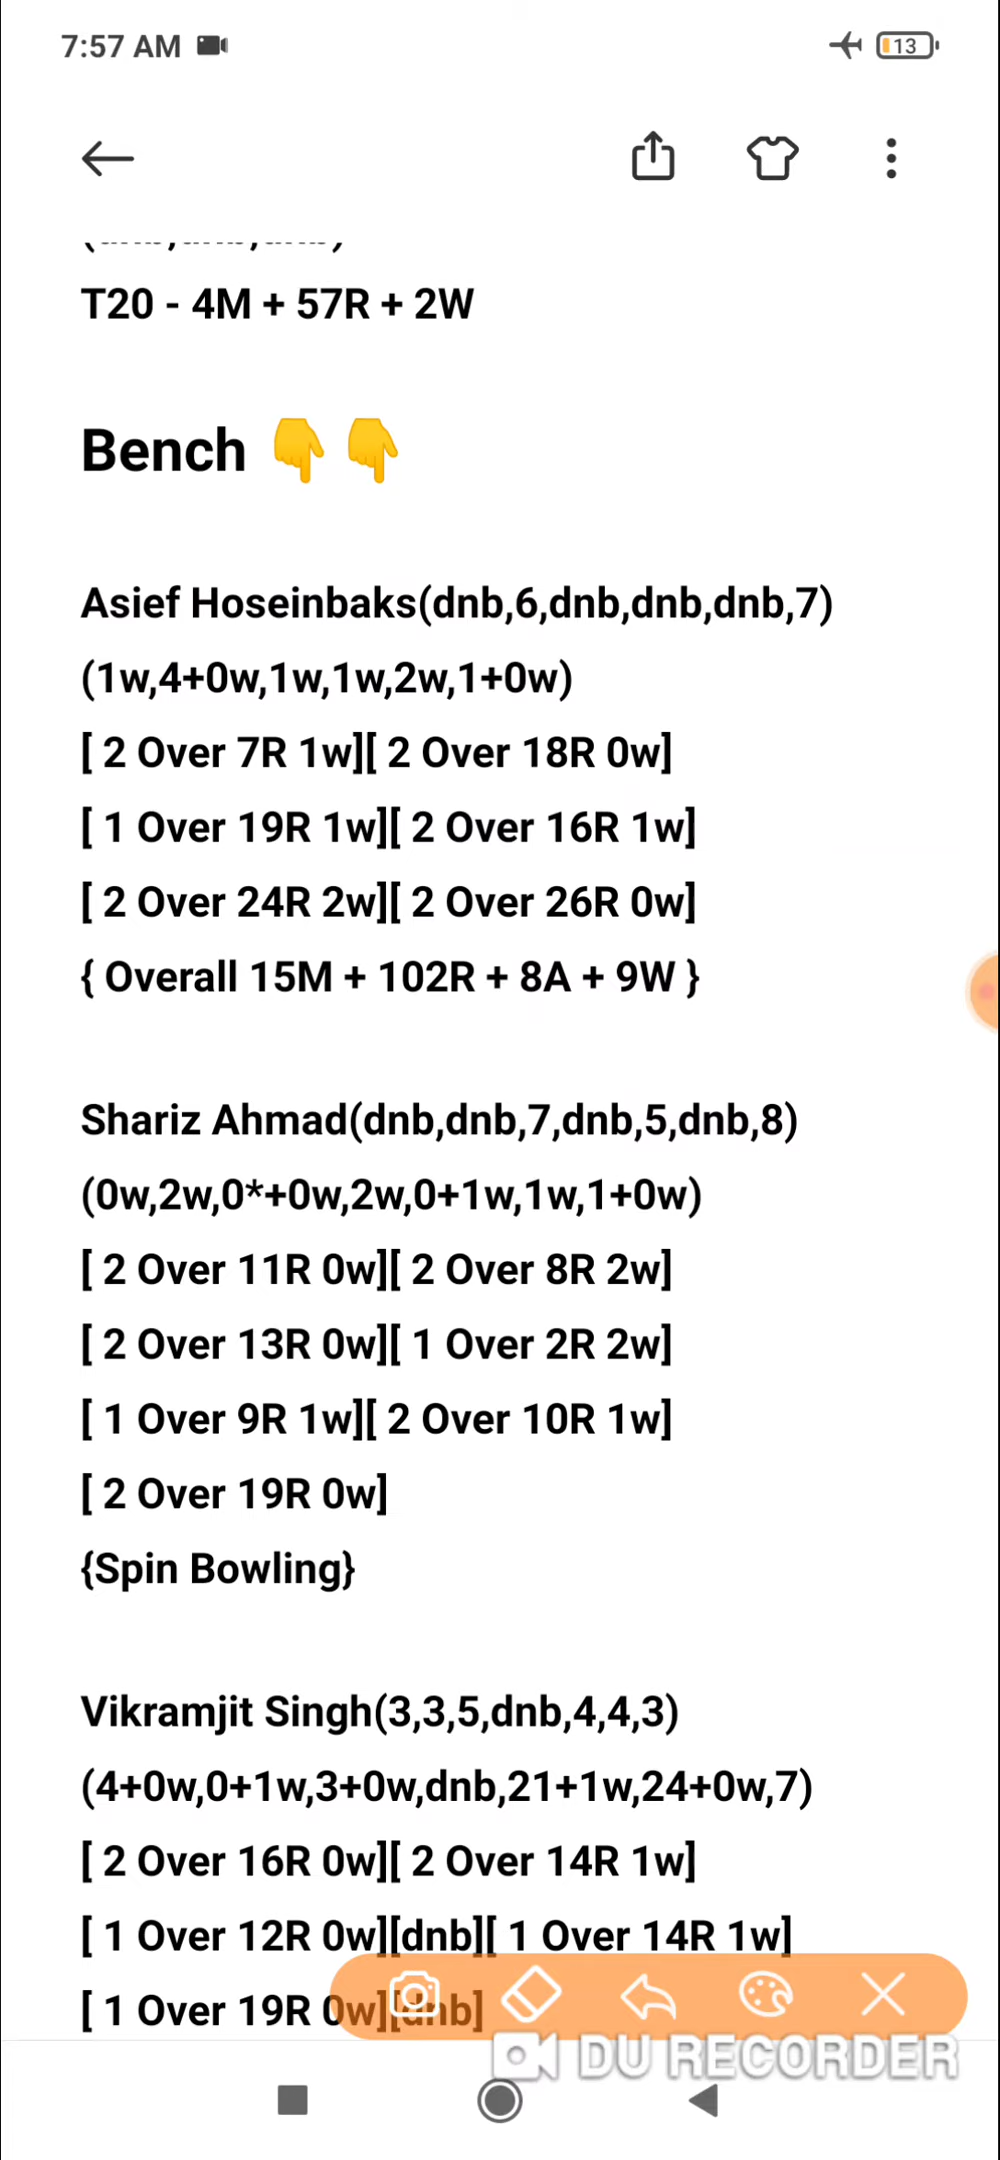 7:57 AM
13
T20 - 4M + 57R + 2W
Bench 👇👇
Asief Hoseinbaks(dnb,6,dnb,dnb,dnb,7)
(1w,4+0w,1w,1w,2w,1+0w)
[ 2 Over 7R 1w][ 2 Over 18R 0w]
[ 1 Over 19R 1w][ 2 Over 16R 1w]
[ 2 Over 24R 2w][ 2 Over 26R 0w]
{ Overall 15M + 102R + 8A + 9W }
Shariz Ahmad(dnb,dnb,7,dnb,5,dnb,8)
(0w,2w,0*+0w,2w,0+1w,1w,1+0w)
[ 2 Over 11R 0w][ 2 Over 8R 2w]
[ 2 Over 13R 0w][ 1 Over 2R 2w]
[ 1 Over 9R 1w][ 2 Over 10R 1w]
[ 2 Over 19R 0w]
{Spin Bowling}
Vikramjit Singh(3,3,5,dnb,4,4,3)
(4+0w,0+1w,3+0w,dnb,21+1w,24+0w,7)
[ 2 Over 16R 0w][ 2 Over 14R 1w]
[ 1 Over 12R 0w][dnb][ 1 Over 14R 1w]
[ 1 Over 19R 0w][dnb]
DU RECORDER